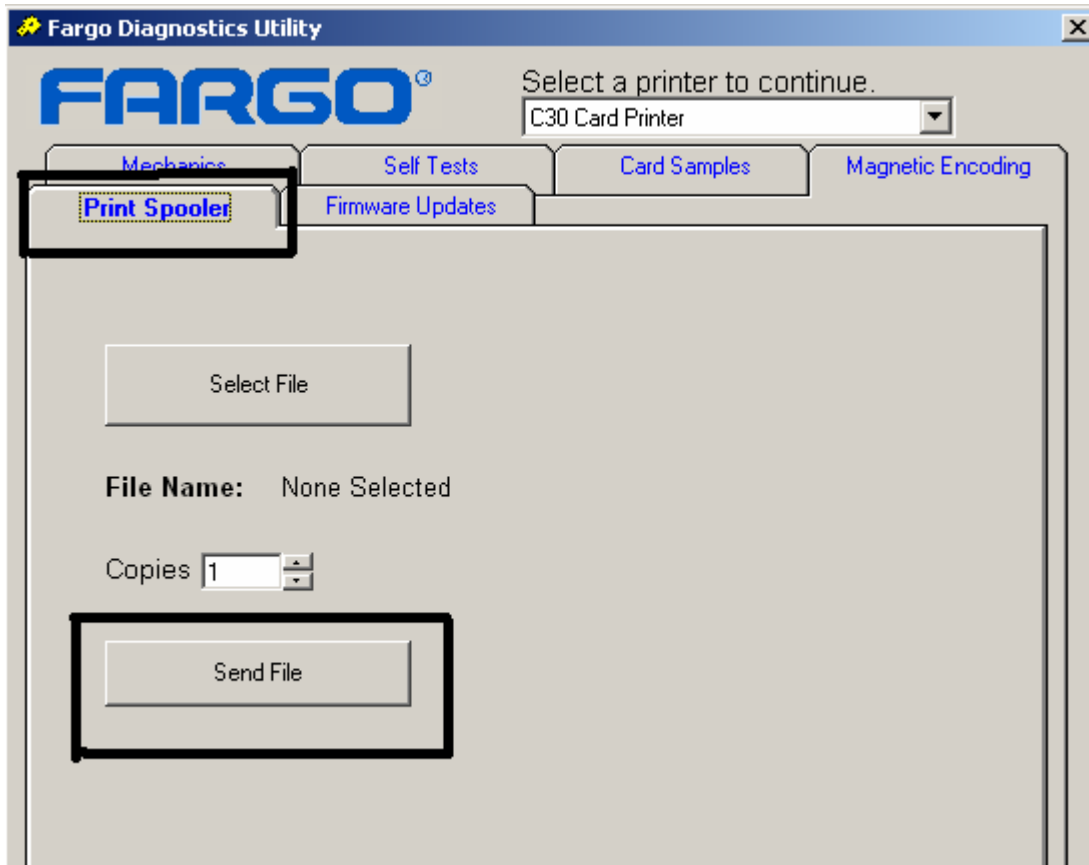 Fargo Diagnostics Utility
FARGO®
Select a printer to continue.
C30 Card Printer
Mechanics
Self Tests
Card Samples
Magnetic Encoding
Print Spooler
Firmware Updates
Select File
File Name: None Selected
Copies 1
Send File